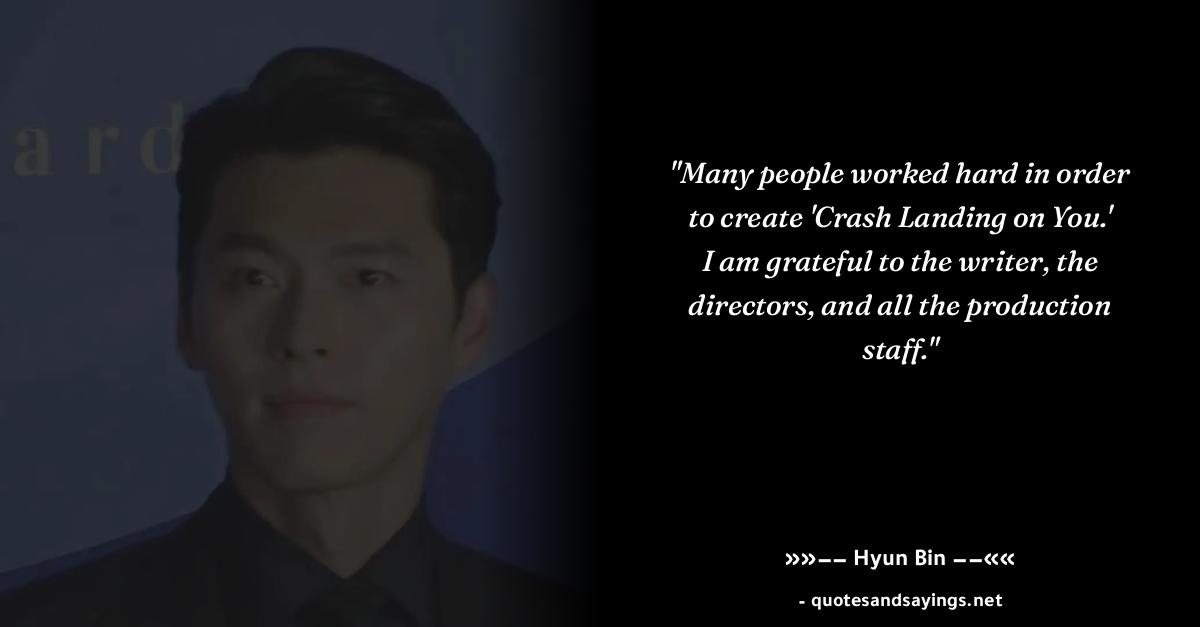 ard
"Many people worked hard in order
to create 'Crash Landing on You.'
I am grateful to the writer, the
directors, and all the production
staff."
»»−− Hyun Bin −−««
- quotesandsayings.net